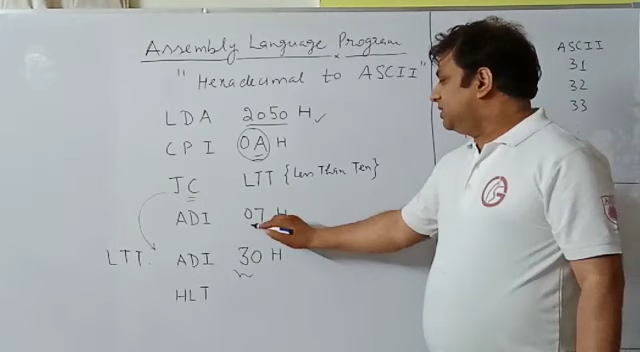 Assembly Language Program
" Hexadecimal to ASCII"
LDA 2050 H ✓
CPI 0A H
JC LTT {Less Than Ten}
ADI 07 H
LTT. ADI 30 H
HLT
ASCII
31
32
33